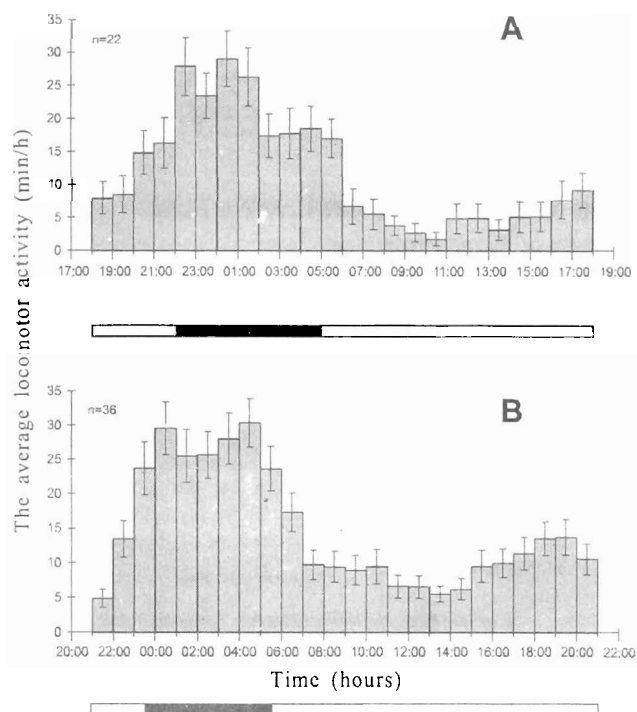 35
A
n=22
30
25
20
15
10
5
0
17:00 19:00 21:00 23:00 01:00 03:00 05:00 07:00 09:00 11:00 13:00 15:00 17:00 19:00
The average locomotor activity (min/h)
35
B
n=36
30
25
20
15
10
5
0
20:00 22:00 00:00 02:00 04:00 06:00 08:00 10:00 12:00 14:00 16:00 18:00 20:00 22:00
Time (hours)